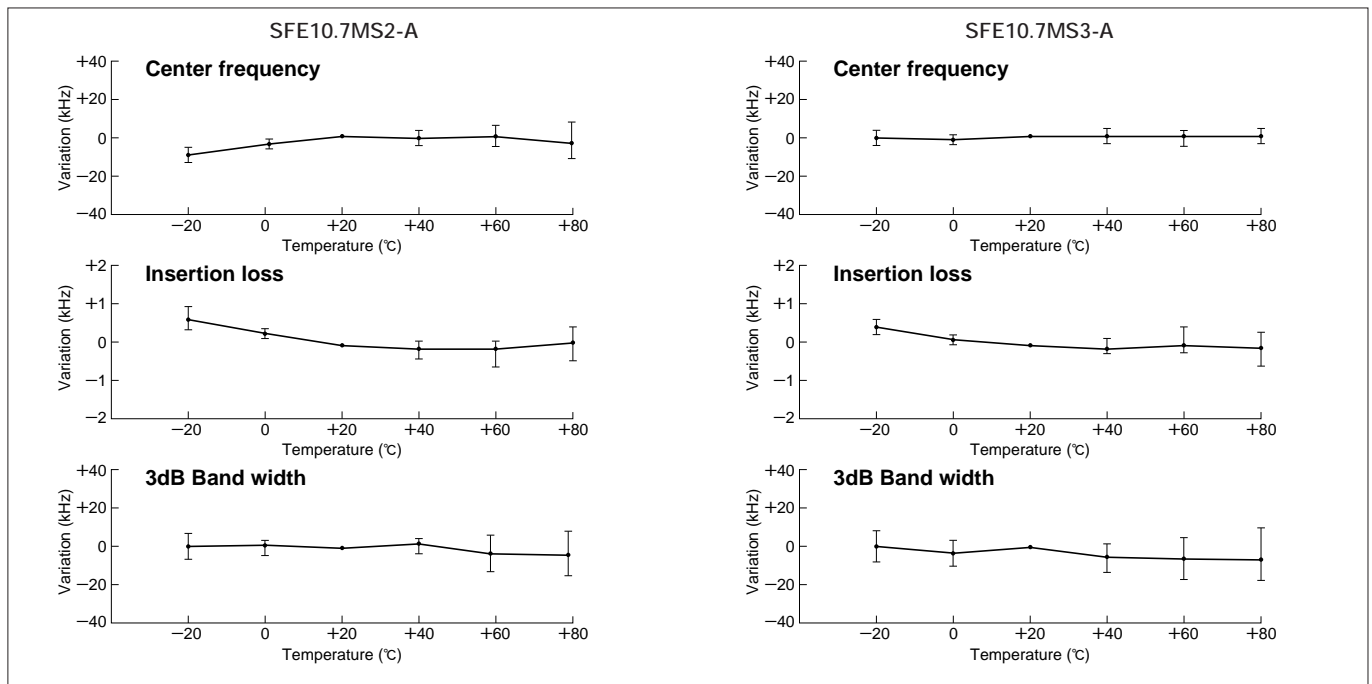 SFE10.7MS2-A
Center frequency
Variation (kHz)
+40
+20
0
−20
−40
−20 0 +20 +40 +60 +80
Temperature (℃)
Insertion loss
Variation (kHz)
+2
+1
0
−1
−2
−20 0 +20 +40 +60 +80
Temperature (℃)
3dB Band width
Variation (kHz)
+40
+20
0
−20
−40
−20 0 +20 +40 +60 +80
Temperature (℃)
SFE10.7MS3-A
Center frequency
Variation (kHz)
+40
+20
0
−20
−40
−20 0 +20 +40 +60 +80
Temperature (℃)
Insertion loss
Variation (kHz)
+2
+1
0
−1
−2
−20 0 +20 +40 +60 +80
Temperature (℃)
3dB Band width
Variation (kHz)
+40
+20
0
−20
−40
−20 0 +20 +40 +60 +80
Temperature (℃)